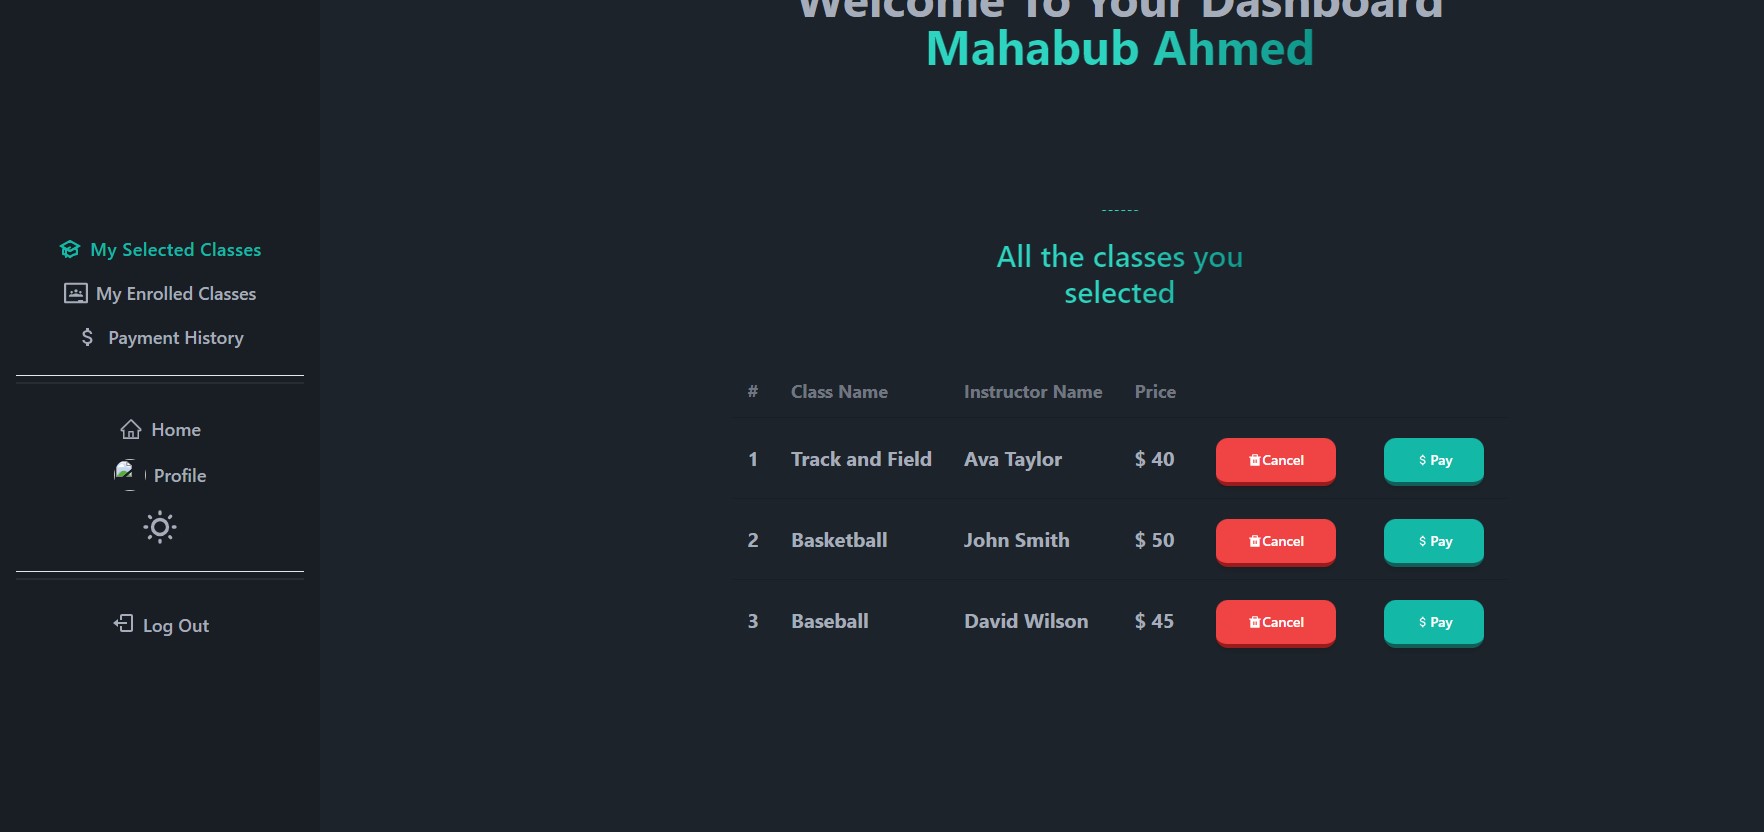 Welcome To Your Dashboard
Mahabub Ahmed
My Selected Classes
My Enrolled Classes
$ Payment History
Home
Profile
Log Out
------
All the classes you
selected
# Class Name Instructor Name Price
1 Track and Field Ava Taylor $ 40 Cancel $ Pay
2 Basketball John Smith $ 50 Cancel $ Pay
3 Baseball David Wilson $ 45 Cancel $ Pay